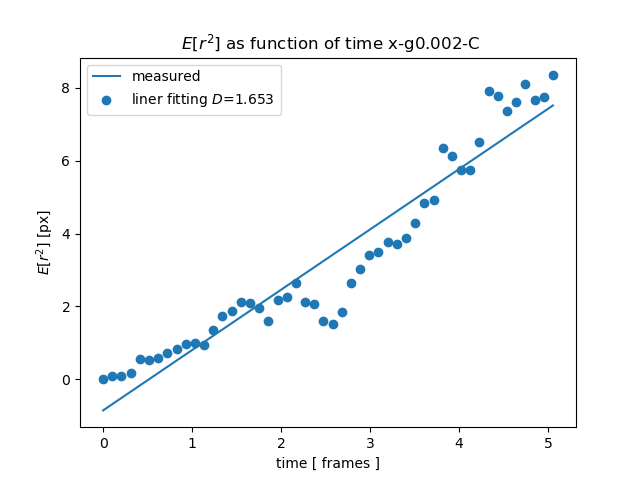 E[r²] as function of time x-g0.002-C
measured
liner fitting D=1.653
E[r²] [px]
8
6
4
2
0
0 1 2 3 4 5
time [ frames ]